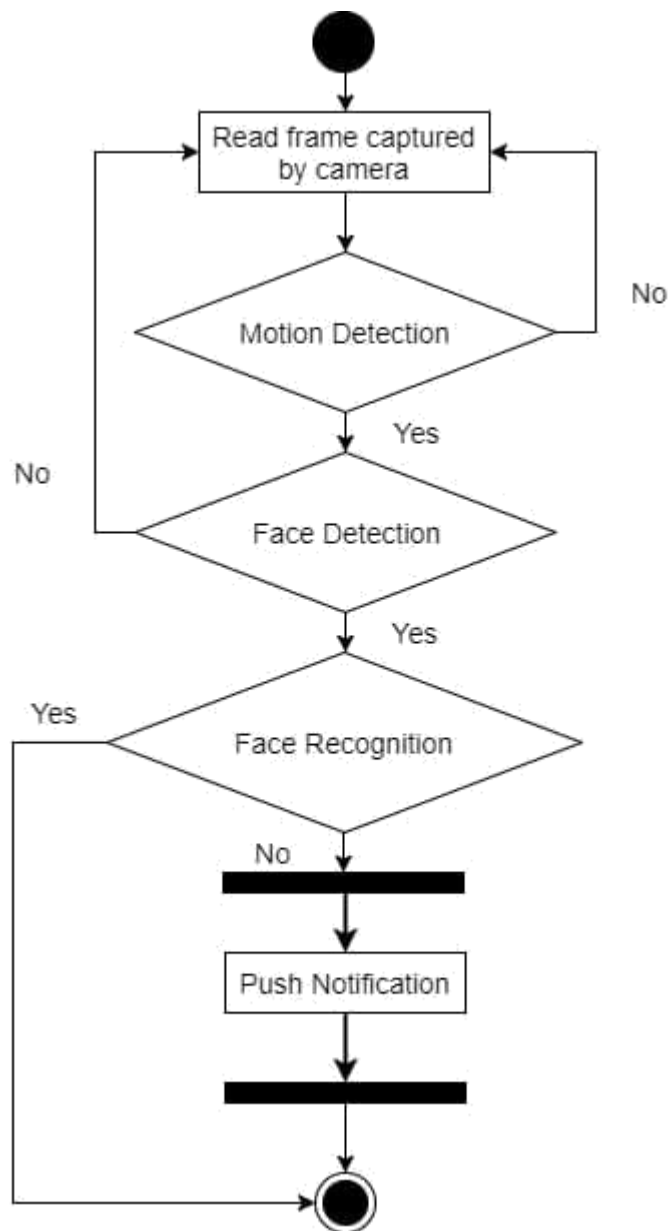 Read frame captured
by camera
No
Motion Detection
Yes
No
Face Detection
Yes
Yes
Face Recognition
No
Push Notification